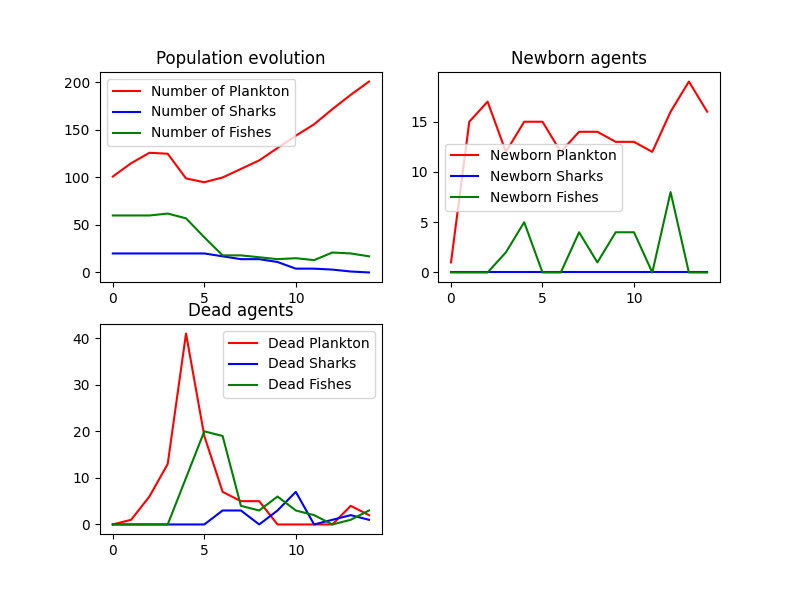 Population evolution
200
150
100
50
0
0 5 10
Number of Plankton
Number of Sharks
Number of Fishes
Newborn agents
15
10
5
0
0 5 10
Newborn Plankton
Newborn Sharks
Newborn Fishes
Dead agents
40
30
20
10
0
0 5 10
Dead Plankton
Dead Sharks
Dead Fishes